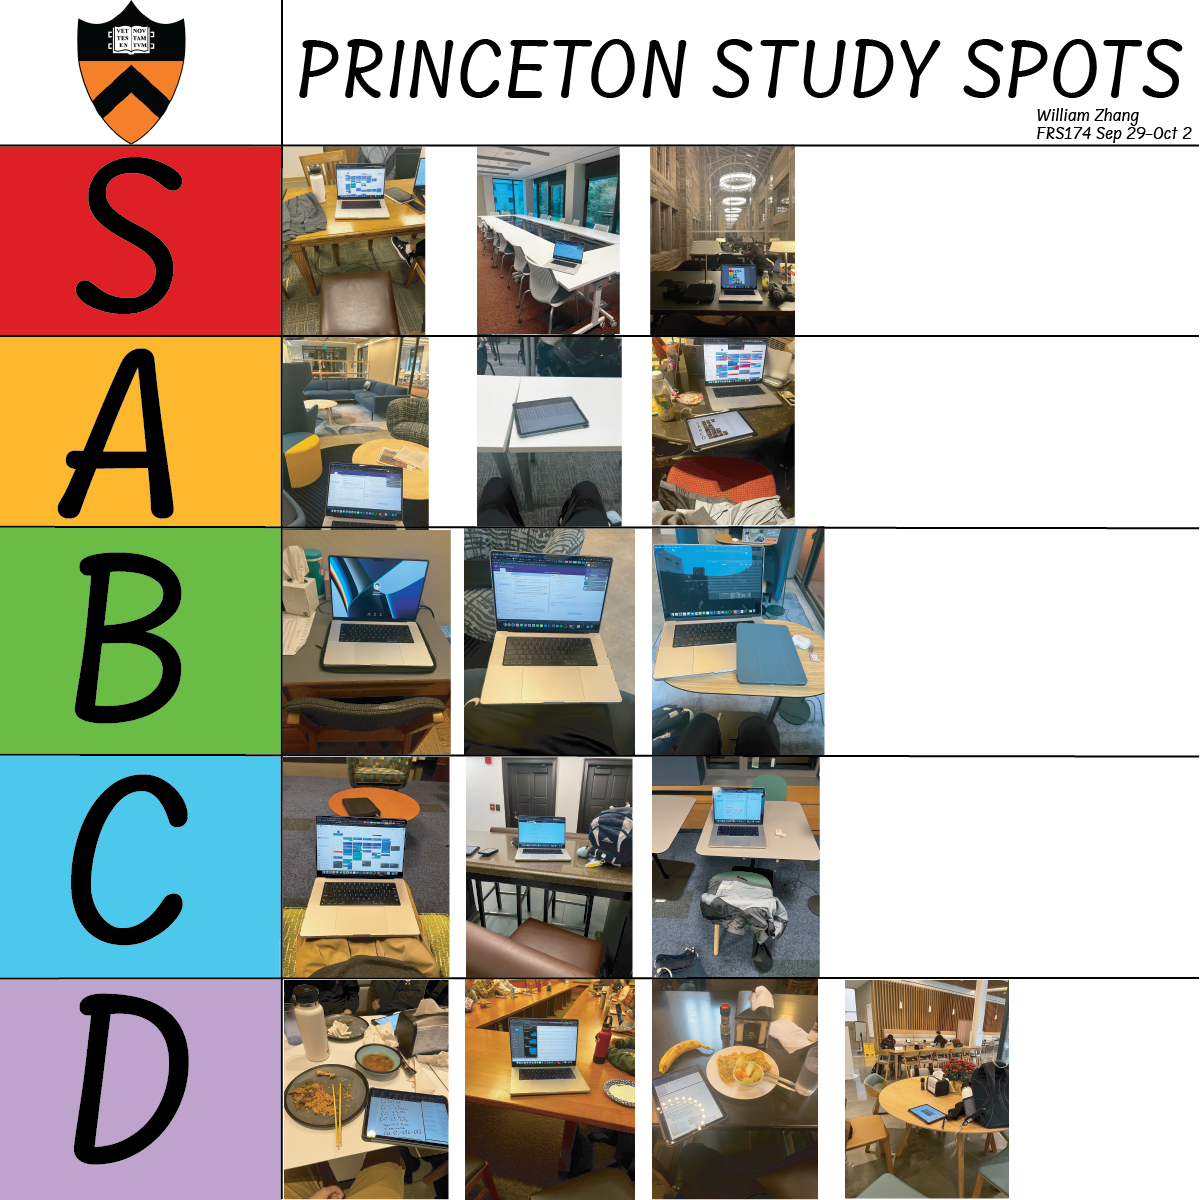 VET NOV
TES TAM
EN TVM
PRINCETON STUDY SPOTS
William Zhang
FRS174 Sep 29–Oct 2
S
A
B
C
D